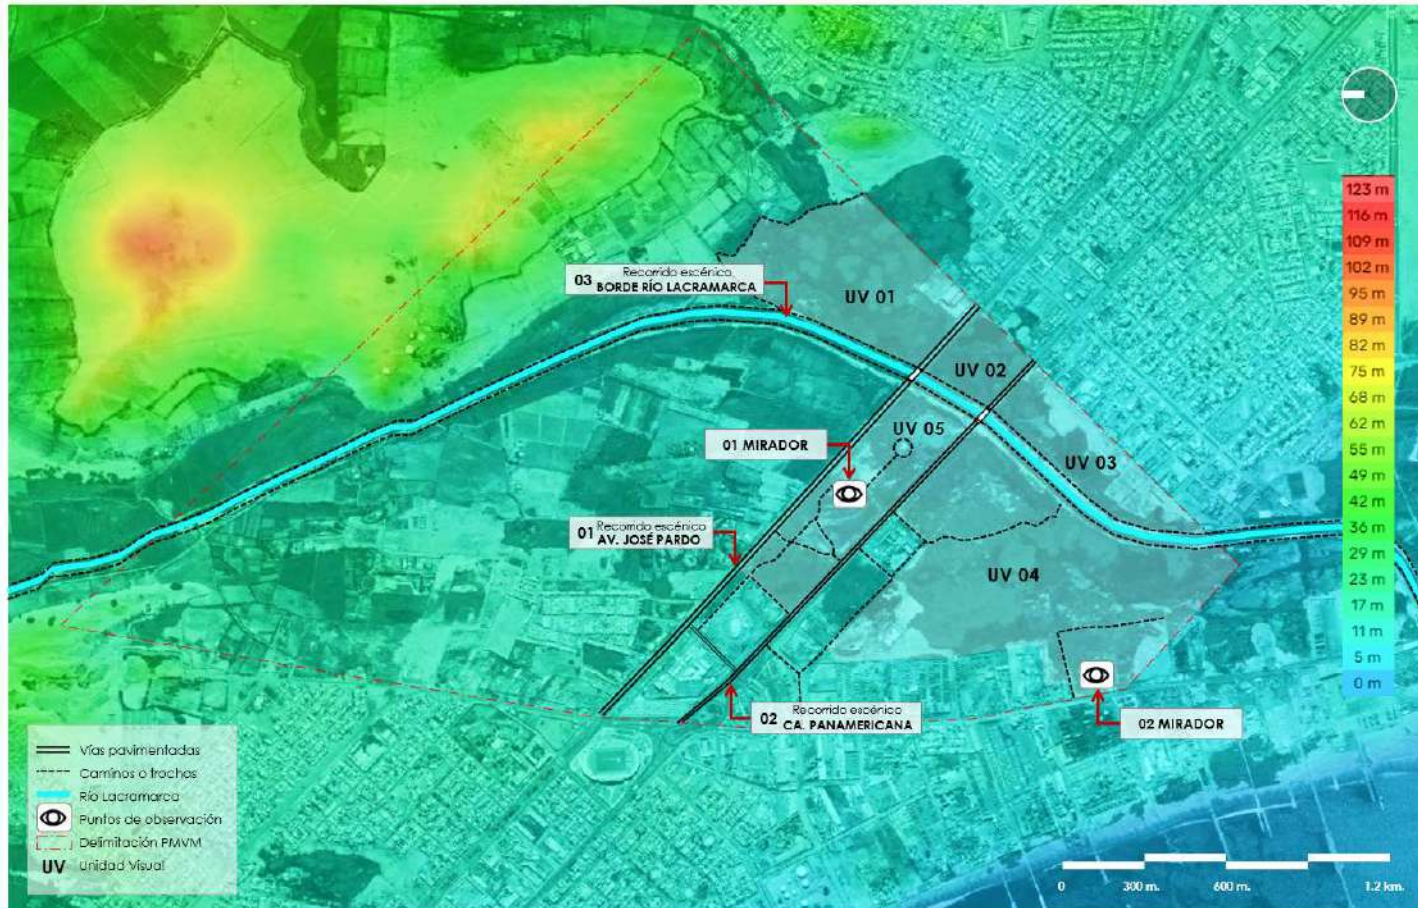 123 m
116 m
109 m
102 m
95 m
89 m
82 m
75 m
68 m
62 m
55 m
49 m
42 m
36 m
29 m
23 m
17 m
11 m
5 m
0 m
03 Recorrido escénico
BORDE RÍO LACRAMARCA
UV 01
UV 02
UV 05
01 MIRADOR
UV 03
01 Recorrido escénico
AV. JOSÉ PARDO
UV 04
02 Recorrido escénico
CA. PANAMERICANA
02 MIRADOR
Vías pavimentadas
Caminos o trochas
Río Lacramarca
Puntos de observación
Delimitación PMVM
UV Unidad Visual
0 300 m. 600 m. 1.2 km.